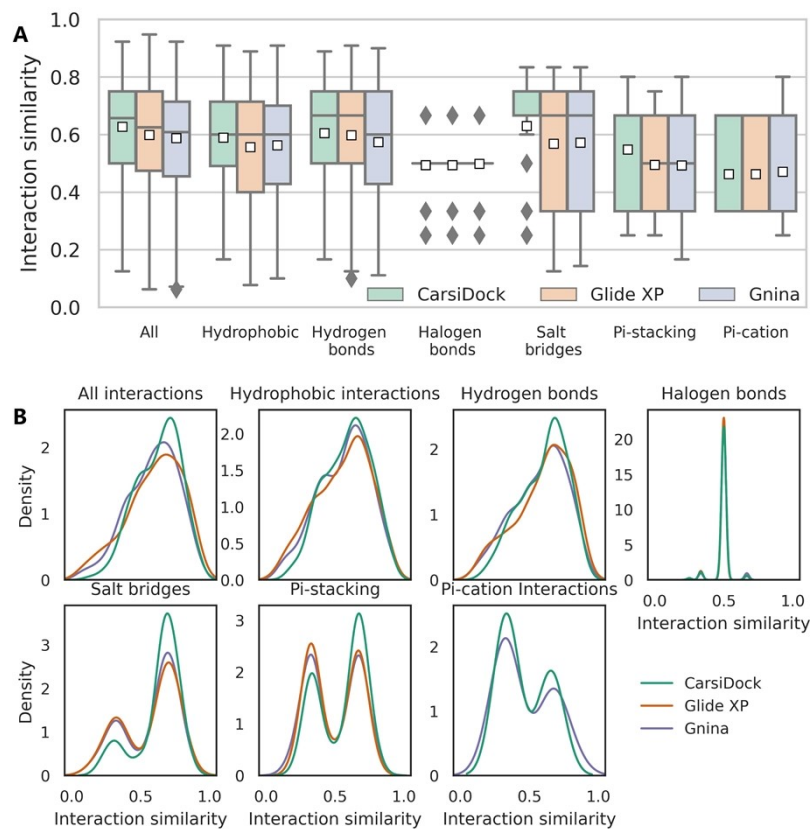 A
Interaction similarity
1.0
0.8
0.6
0.4
0.2
0.0
CarsiDock Glide XP Gnina
All Hydrophobic Hydrogen Halogen Salt Pi-stacking Pi-cation
bonds bonds bridges
B
All interactions Hydrophobic interactions Hydrogen bonds Halogen bonds
Density
2
1
0
2.0
1.5
1.0
0.5
0.0
2
1
0
20
15
10
5
0
0.0 0.5 1.0
Interaction similarity
Salt bridges Pi-stacking Pi-cation Interactions
Density
3
2
1
0
3
2
1
0
2
1
0
0.0 0.5 1.0 0.0 0.5 1.0 0.0 0.5 1.0
Interaction similarity Interaction similarity Interaction similarity
CarsiDock
Glide XP
Gnina